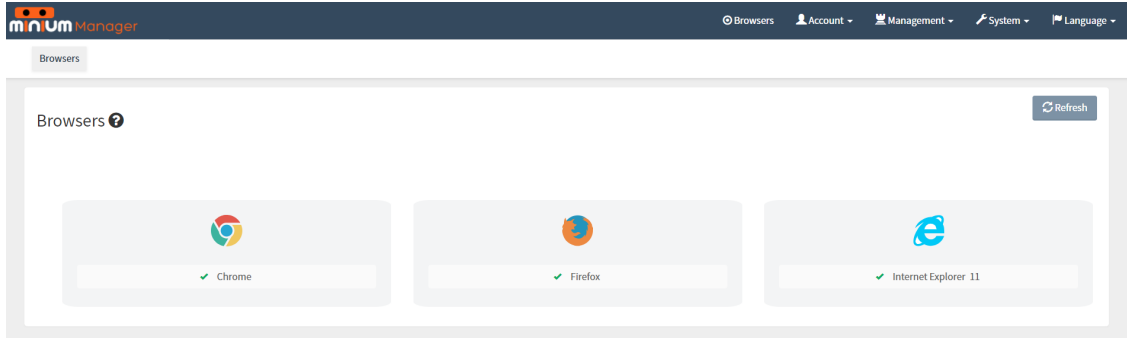 minium Manager
Browsers Account Management System Language
Browsers
Browsers
Refresh
Chrome
Firefox
Internet Explorer 11